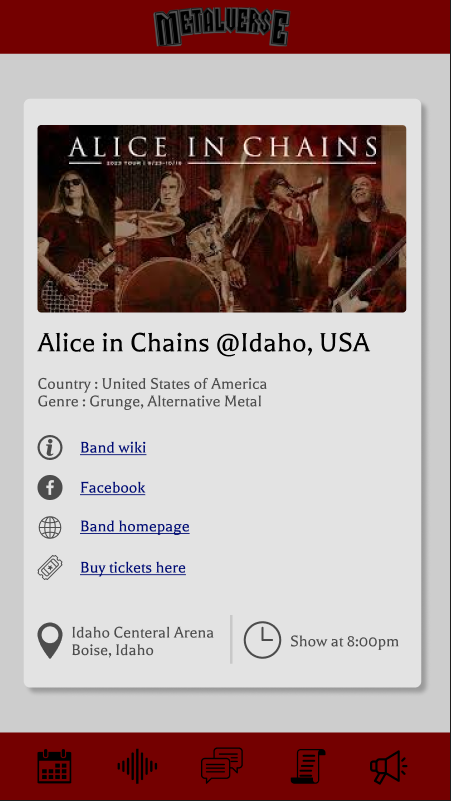 METALVERSE
ALICE IN CHAINS
2023 TOUR | 9/23-10/19
Alice in Chains @Idaho, USA
Country : United States of America
Genre : Grunge, Alternative Metal
Band wiki
Facebook
Band homepage
Buy tickets here
Idaho Centeral Arena
Boise, Idaho
Show at 8:00pm